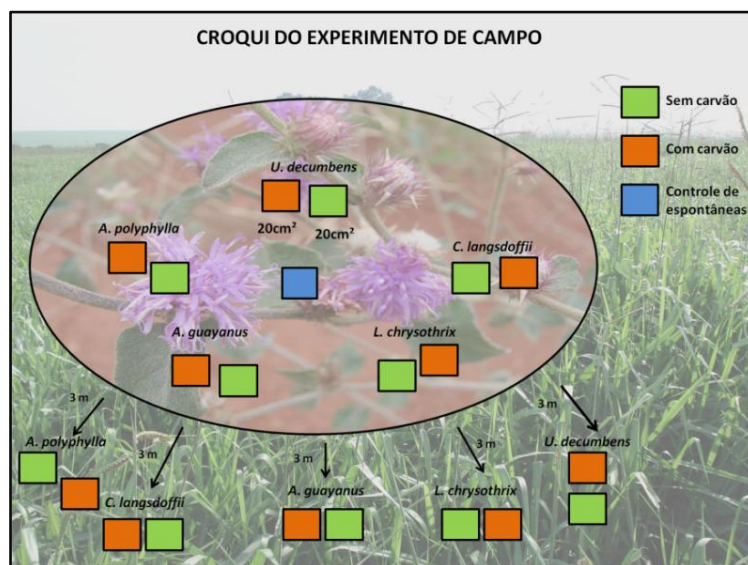 CROQUI DO EXPERIMENTO DE CAMPO
Sem carvão
Com carvão
Controle de
espontâneas
U. decumbens
20cm²
20cm²
A. polyphylla
C. langsdoffii
A. guayanus
L. chrysothrix
3 m
3 m
3 m
3 m
3 m
A. polyphylla
C. langsdoffii
A. guayanus
L. chrysothrix
U. decumbens